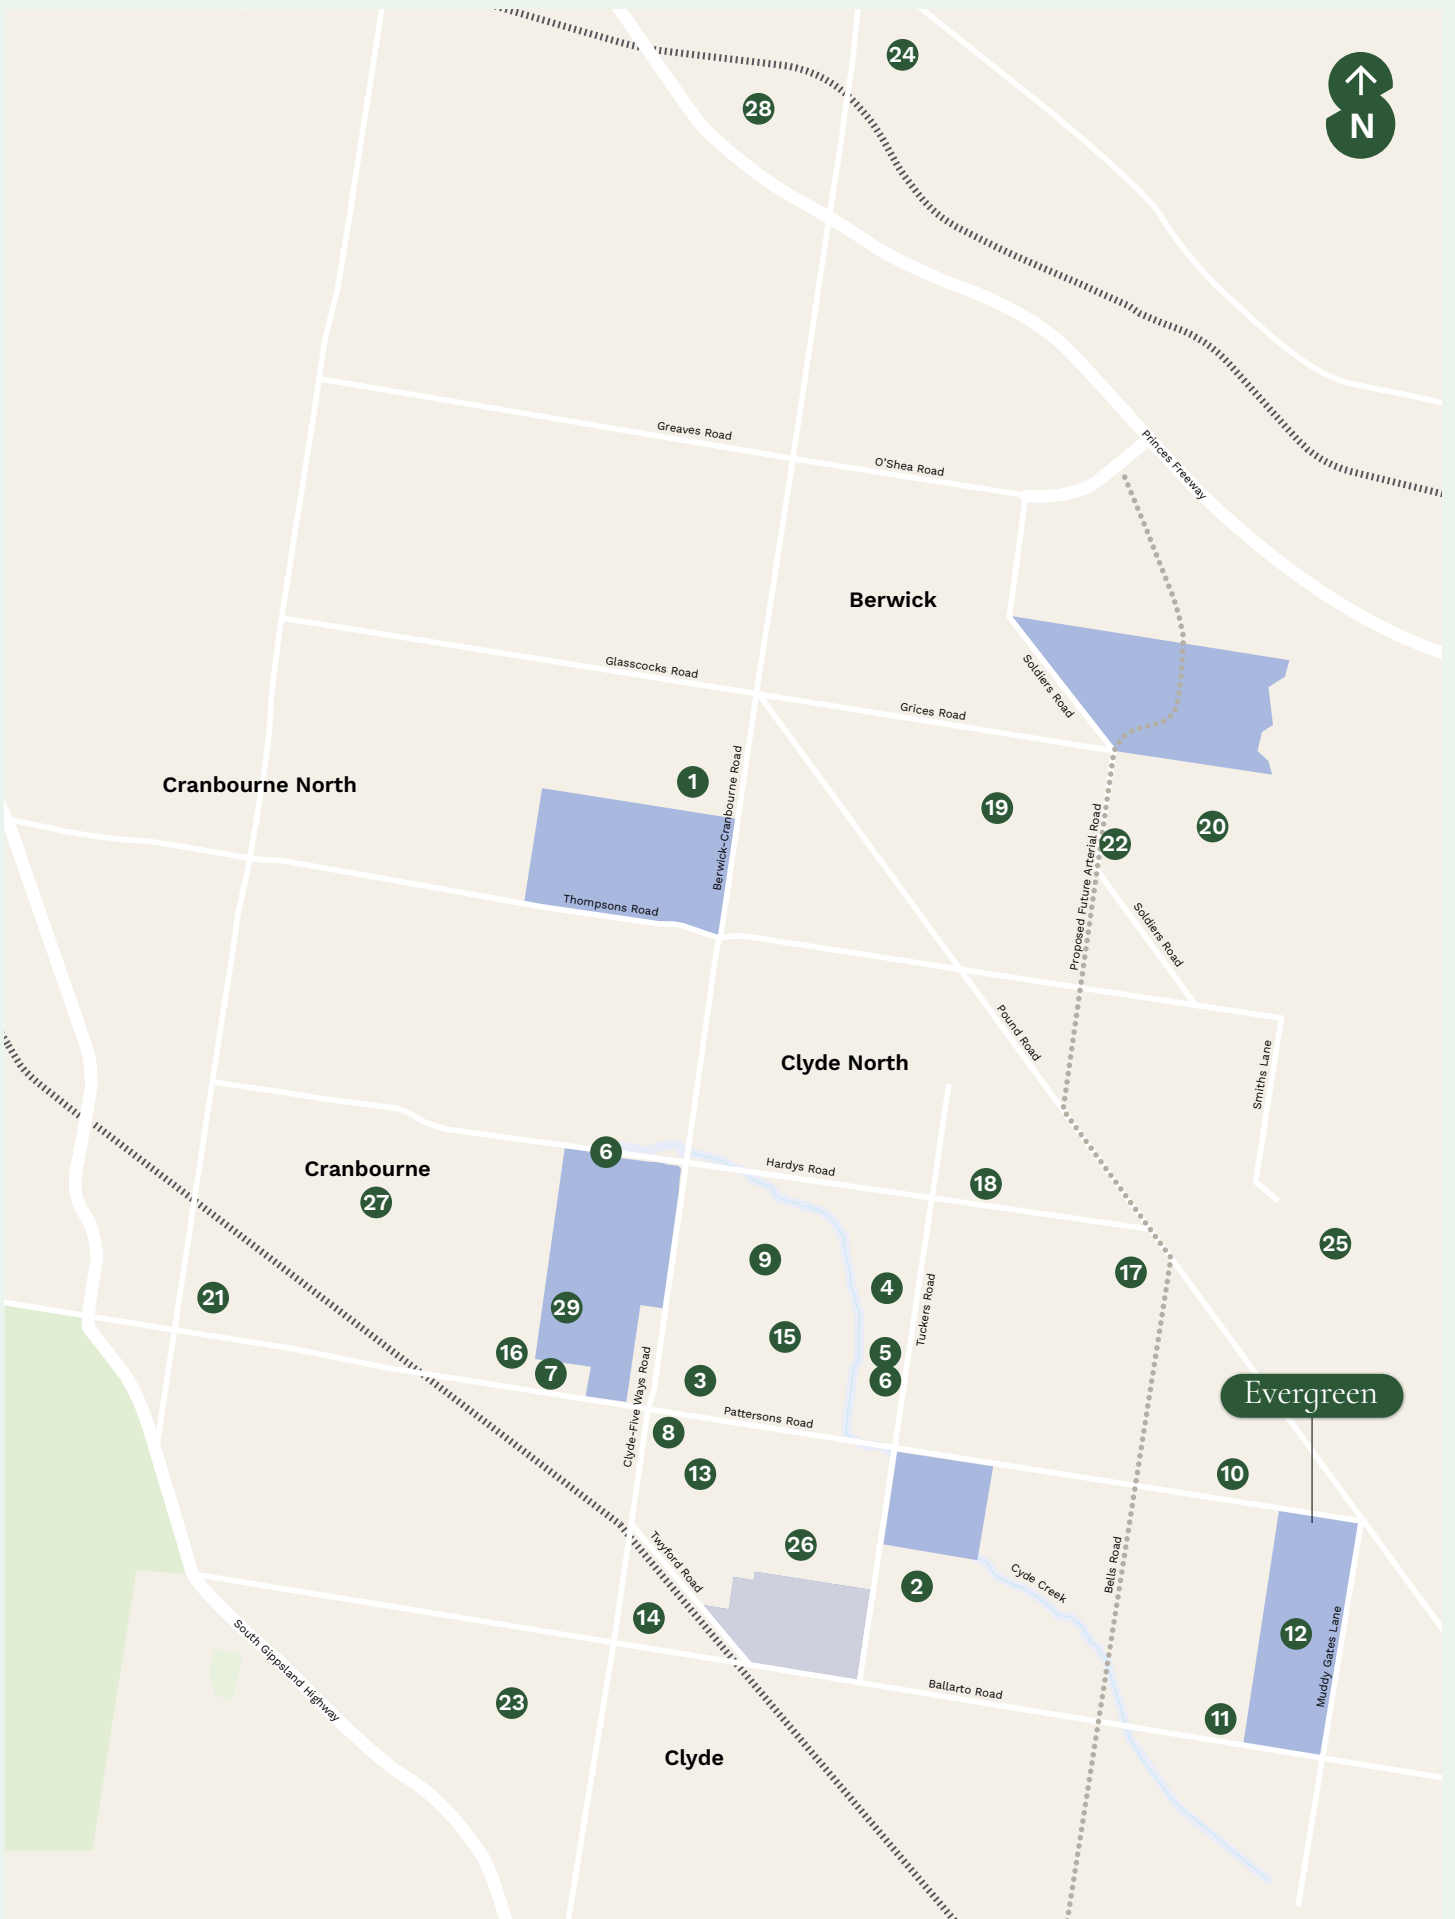 24
28
N
Greaves Road
O'Shea Road
Princes Freeway
Berwick
Soldiers Road
Glasscocks Road
Grices Road
Berwick-Cranbourne Road
1
Cranbourne North
19
Proposed Future Arterial Road
22
20
Thompsons Road
Soldiers Road
Pound Road
Smiths Lane
Clyde North
6
Cranbourne
Hardys Road
27
18
25
9
17
21
4
Tuckers Road
29
15
16
5
7
3
6
Clyde-Five Ways Road
Evergreen
Pattersons Road
8
13
10
26
Twyford Road
2
Cyde Creek
Bells Road
14
12
Muddy Gates Lane
South Gippsland Highway
23
Ballarto Road
11
Clyde